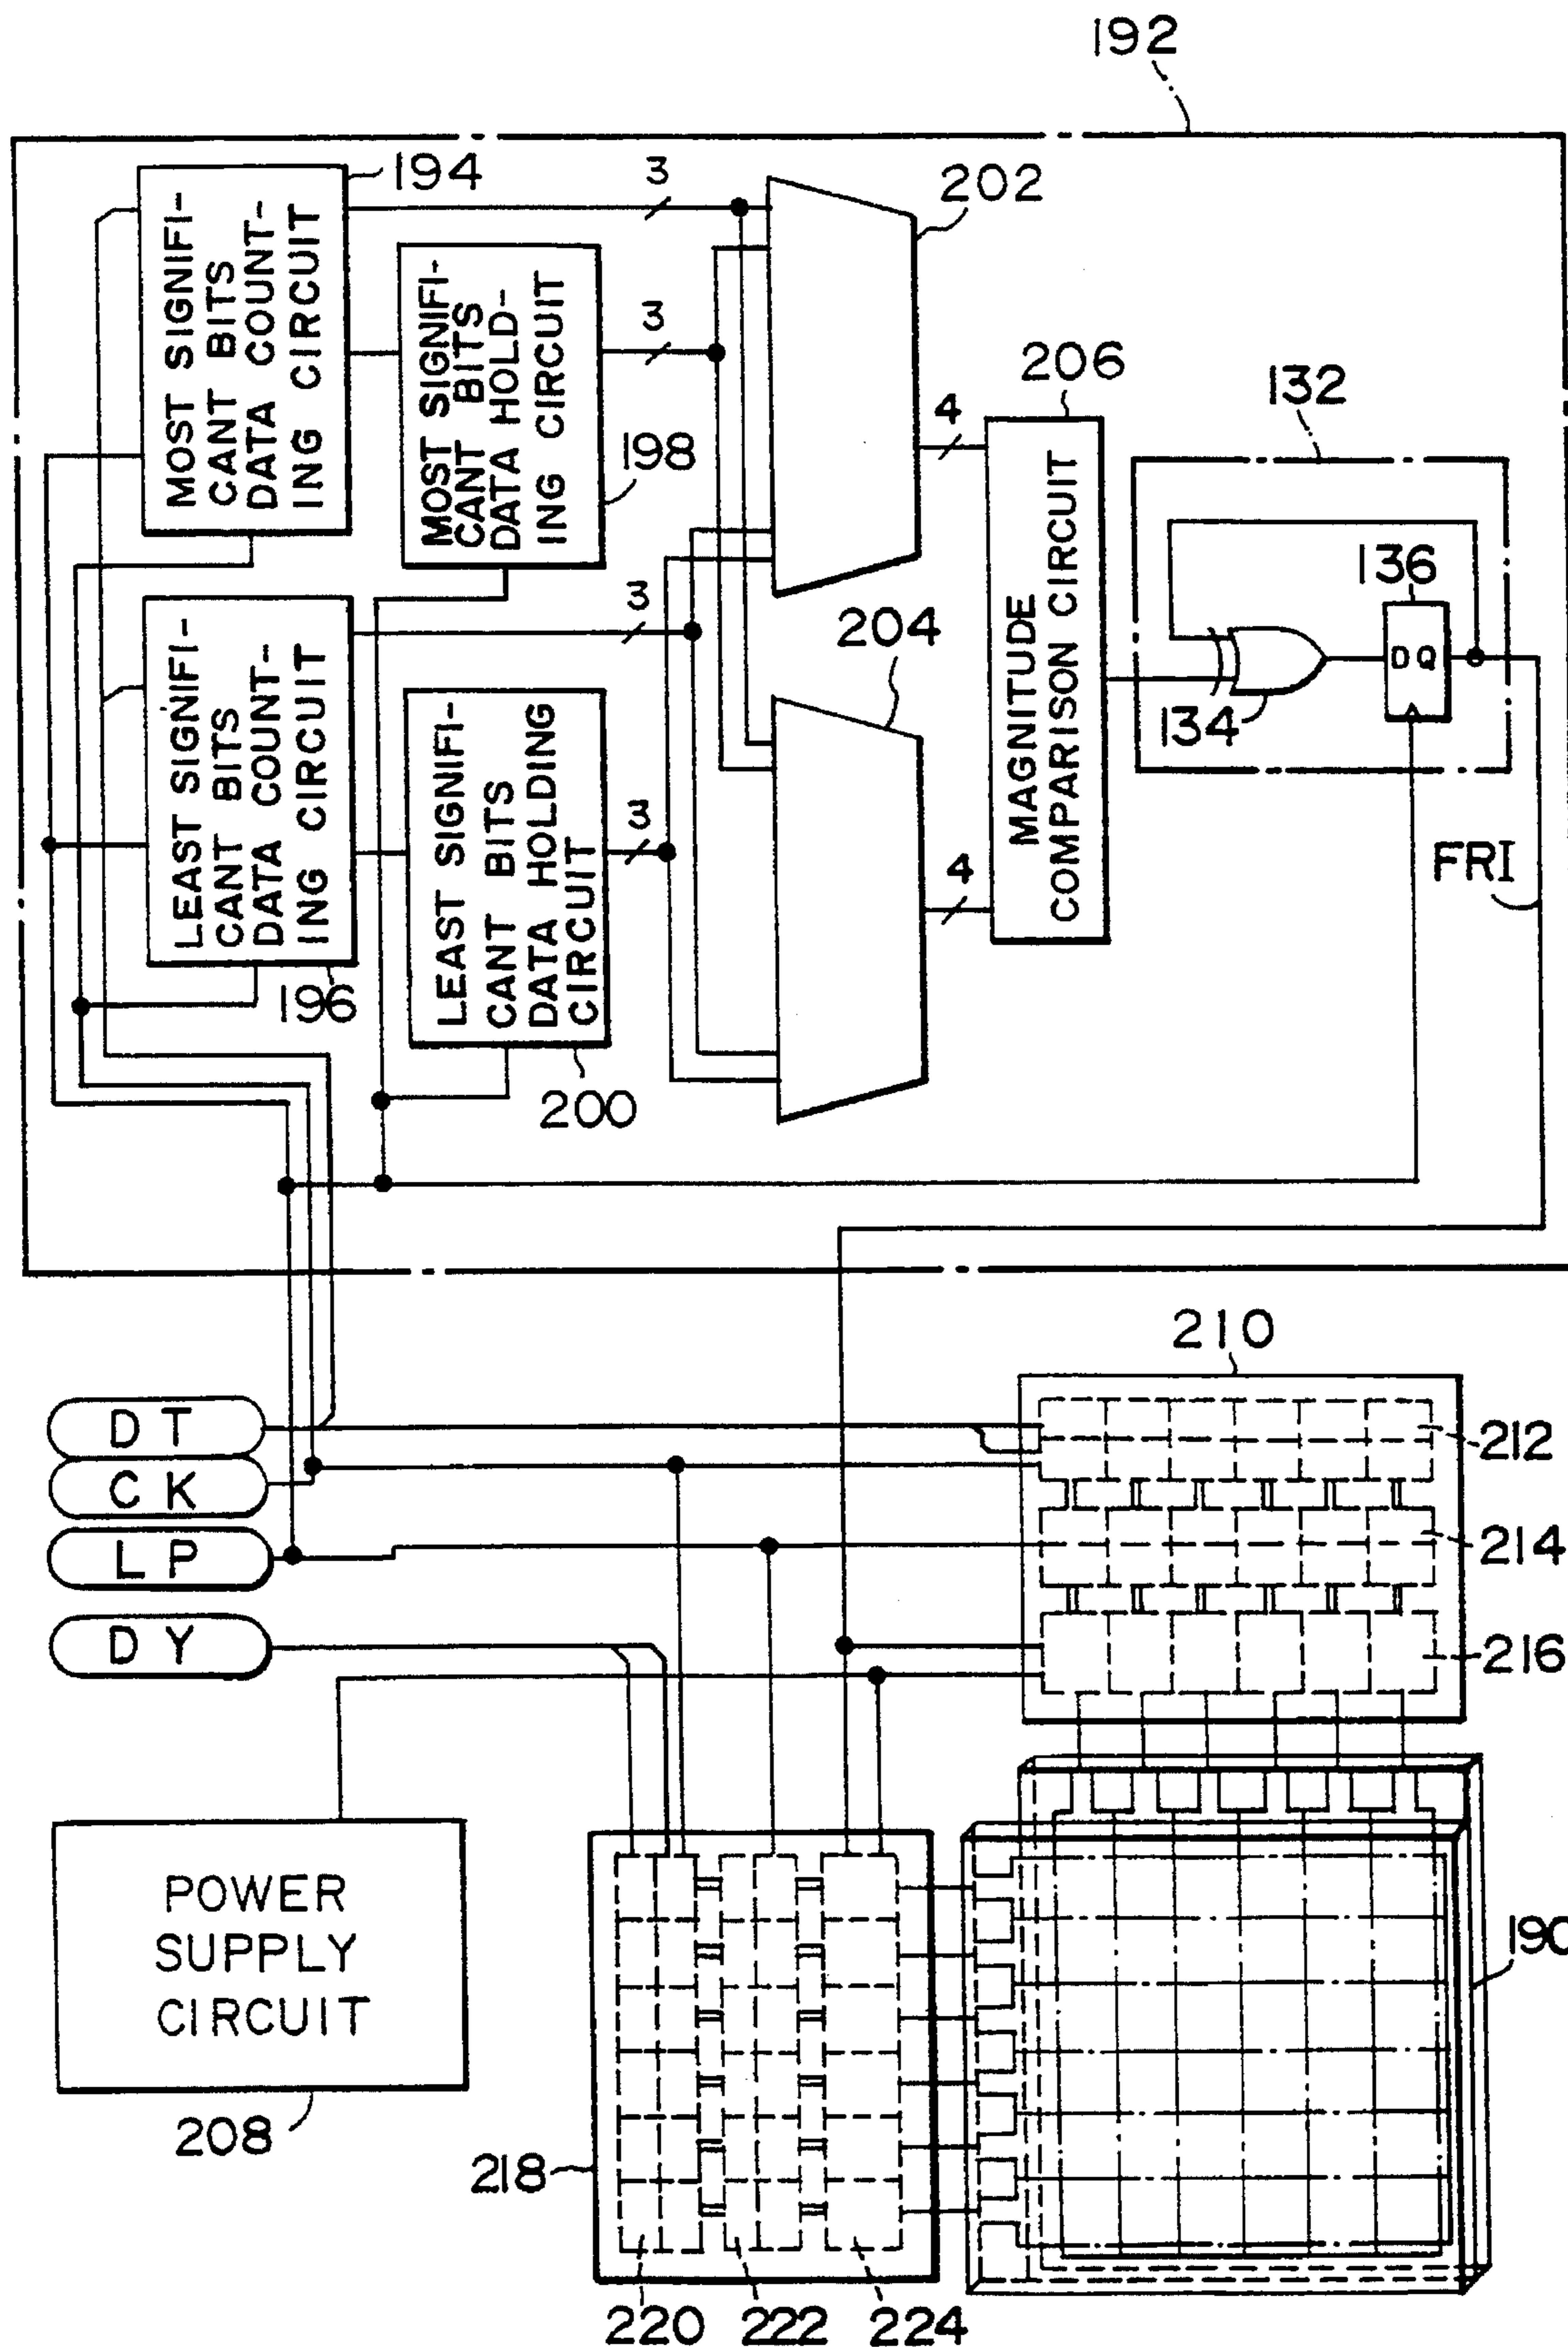 192
194
3
202
MOST SIGNIFI-
CANT BITS
DATA COUNT-
ING CIRCUIT
MOST SIGNIFI-
CANT BITS
DATA HOLD-
ING CIRCUIT
3
198
206
4
132
MAGNITUDE
COMPARISON CIRCUIT
136
D Q
134
3
204
LEAST SIGNIFI-
CANT BITS
DATA COUNT-
ING CIRCUIT
LEAST SIGNIFI-
CANT BITS
DATA HOLDING
CIRCUIT
3
4
FRI
196
200
210
DT
CK
LP
DY
212
214
216
POWER
SUPPLY
CIRCUIT
208
190
218
220
222
224